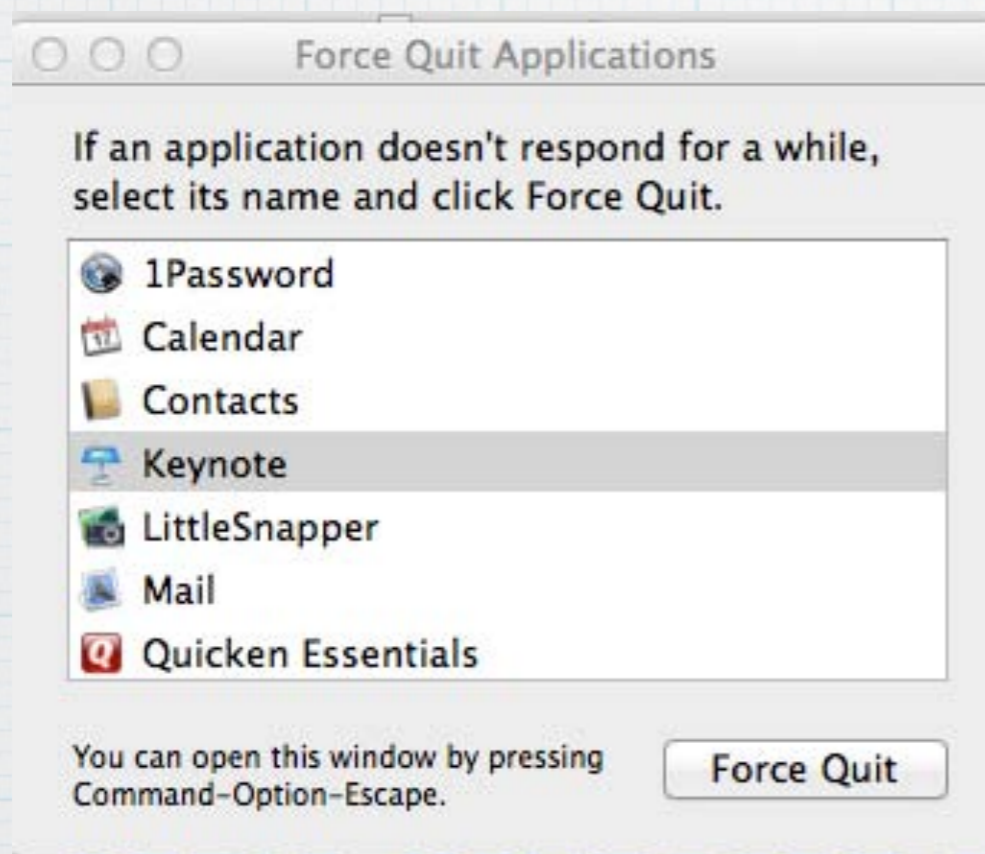 Force Quit Applications
If an application doesn't respond for a while,
select its name and click Force Quit.
1Password
Calendar
17
Contacts
Keynote
LittleSnapper
Mail
Q
Quicken Essentials
You can open this window by pressing
Command-Option-Escape.
Force Quit